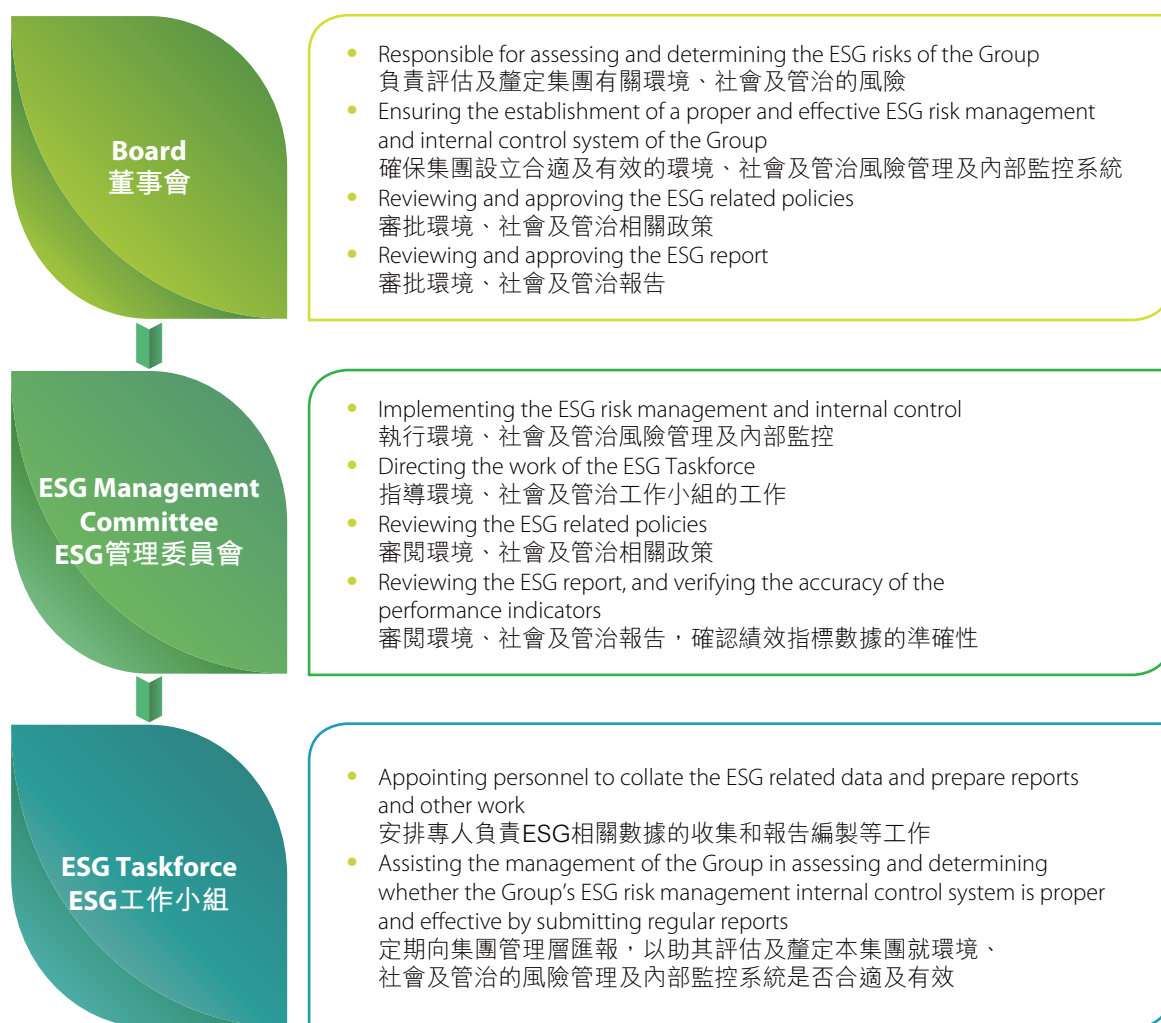 Board
董事會
• Responsible for assessing and determining the ESG risks of the Group
負責評估及釐定集團有關環境、社會及管治的風險
• Ensuring the establishment of a proper and effective ESG risk management
and internal control system of the Group
確保集團設立合適及有效的環境、社會及管治風險管理及內部監控系統
• Reviewing and approving the ESG related policies
審批環境、社會及管治相關政策
• Reviewing and approving the ESG report
審批環境、社會及管治報告
ESG Management
Committee
ESG管理委員會
• Implementing the ESG risk management and internal control
執行環境、社會及管治風險管理及內部監控
• Directing the work of the ESG Taskforce
指導環境、社會及管治工作小組的工作
• Reviewing the ESG related policies
審閱環境、社會及管治相關政策
• Reviewing the ESG report, and verifying the accuracy of the
performance indicators
審閱環境、社會及管治報告，確認績效指標數據的準確性
ESG Taskforce
ESG工作小組
• Appointing personnel to collate the ESG related data and prepare reports
and other work
安排專人負責ESG相關數據的收集和報告編製等工作
• Assisting the management of the Group in assessing and determining
whether the Group’s ESG risk management internal control system is proper
and effective by submitting regular reports
定期向集團管理層匯報，以助其評估及釐定本集團就環境、
社會及管治的風險管理及內部監控系統是否合適及有效